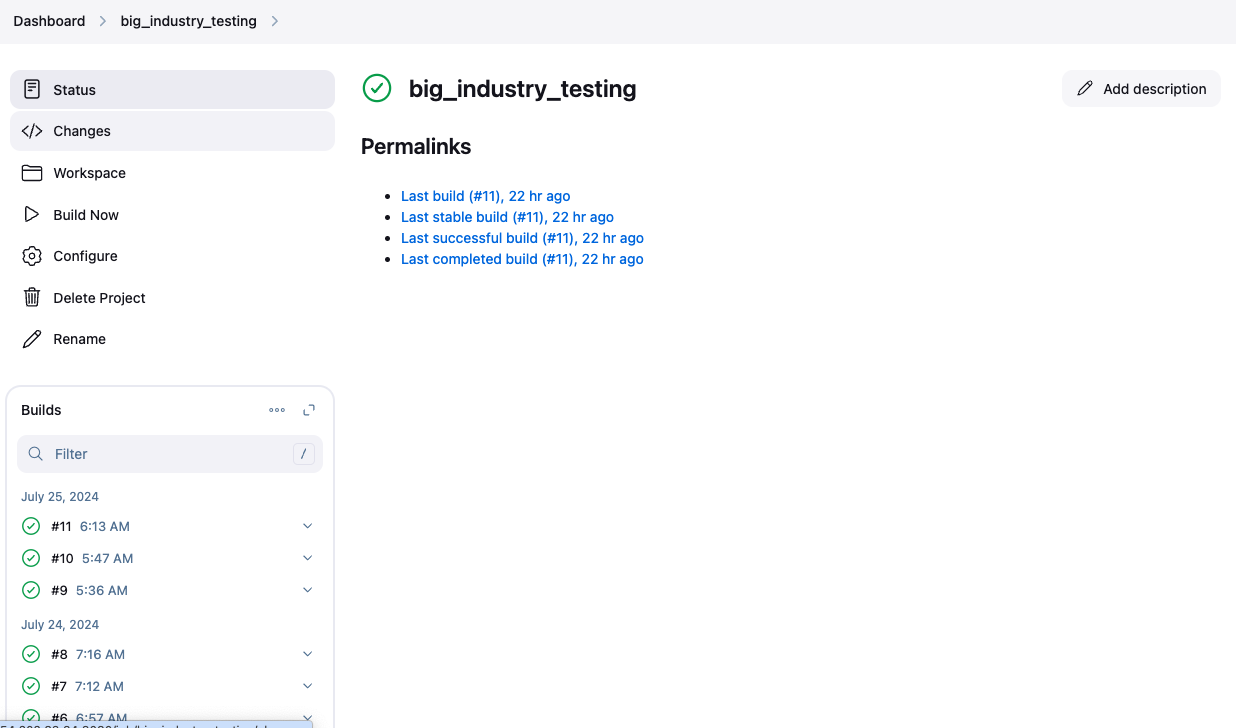 Dashboard > big_industry_testing >
Status
Changes
Workspace
Build Now
Configure
Delete Project
Rename
big_industry_testing
Add description
Permalinks
Last build (#11), 22 hr ago
Last stable build (#11), 22 hr ago
Last successful build (#11), 22 hr ago
Last completed build (#11), 22 hr ago
Builds
Filter /
July 25, 2024
#11 6:13 AM
#10 5:47 AM
#9 5:36 AM
July 24, 2024
#8 7:16 AM
#7 7:12 AM
#6 6:57 AM